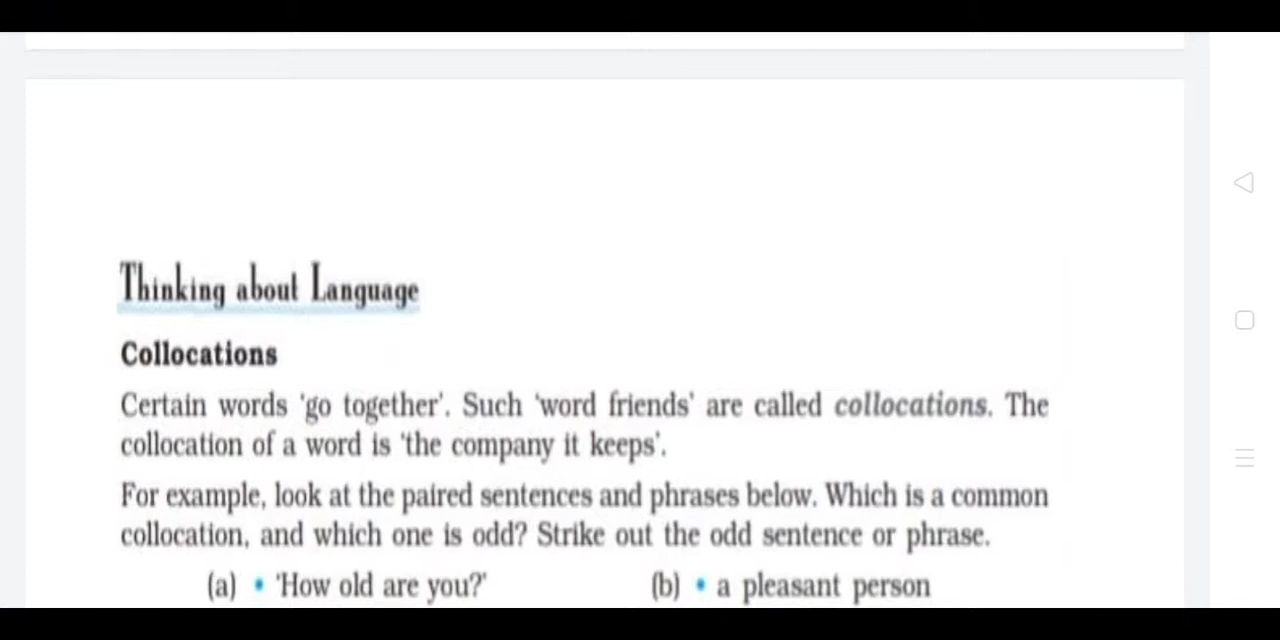 Thinking about Language
Collocations
Certain words 'go together'. Such 'word friends' are called collocations. The
collocation of a word is 'the company it keeps'.
For example, look at the paired sentences and phrases below. Which is a common
collocation, and which one is odd? Strike out the odd sentence or phrase.
(a) • 'How old are you?' (b) • a pleasant person